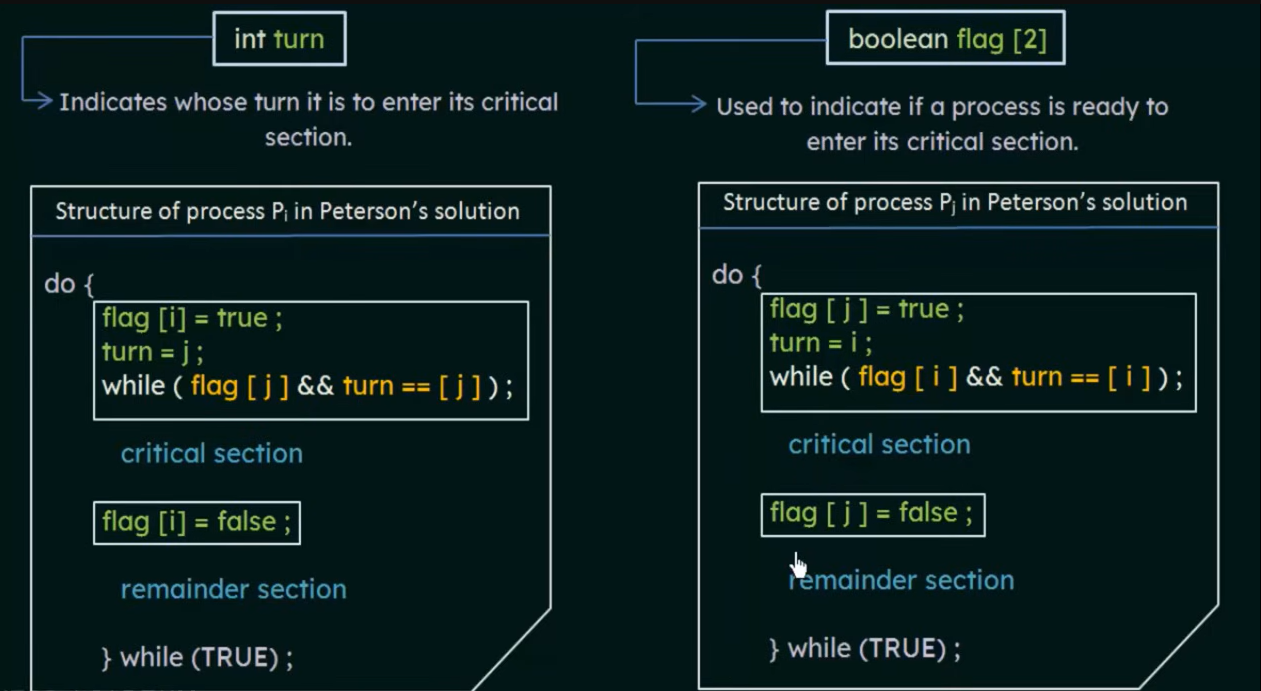 int turn
Indicates whose turn it is to enter its critical
section.
Structure of process Pi in Peterson's solution
do {
flag [i] = true ;
turn = j ;
while ( flag [ j ] && turn == [ j ] ) ;
critical section
flag [i] = false ;
remainder section
} while (TRUE) ;
boolean flag [2]
Used to indicate if a process is ready to
enter its critical section.
Structure of process Pj in Peterson's solution
do {
flag [ j ] = true ;
turn = i ;
while ( flag [ i ] && turn == [ i ] ) ;
critical section
flag [ j ] = false ;
remainder section
} while (TRUE) ;